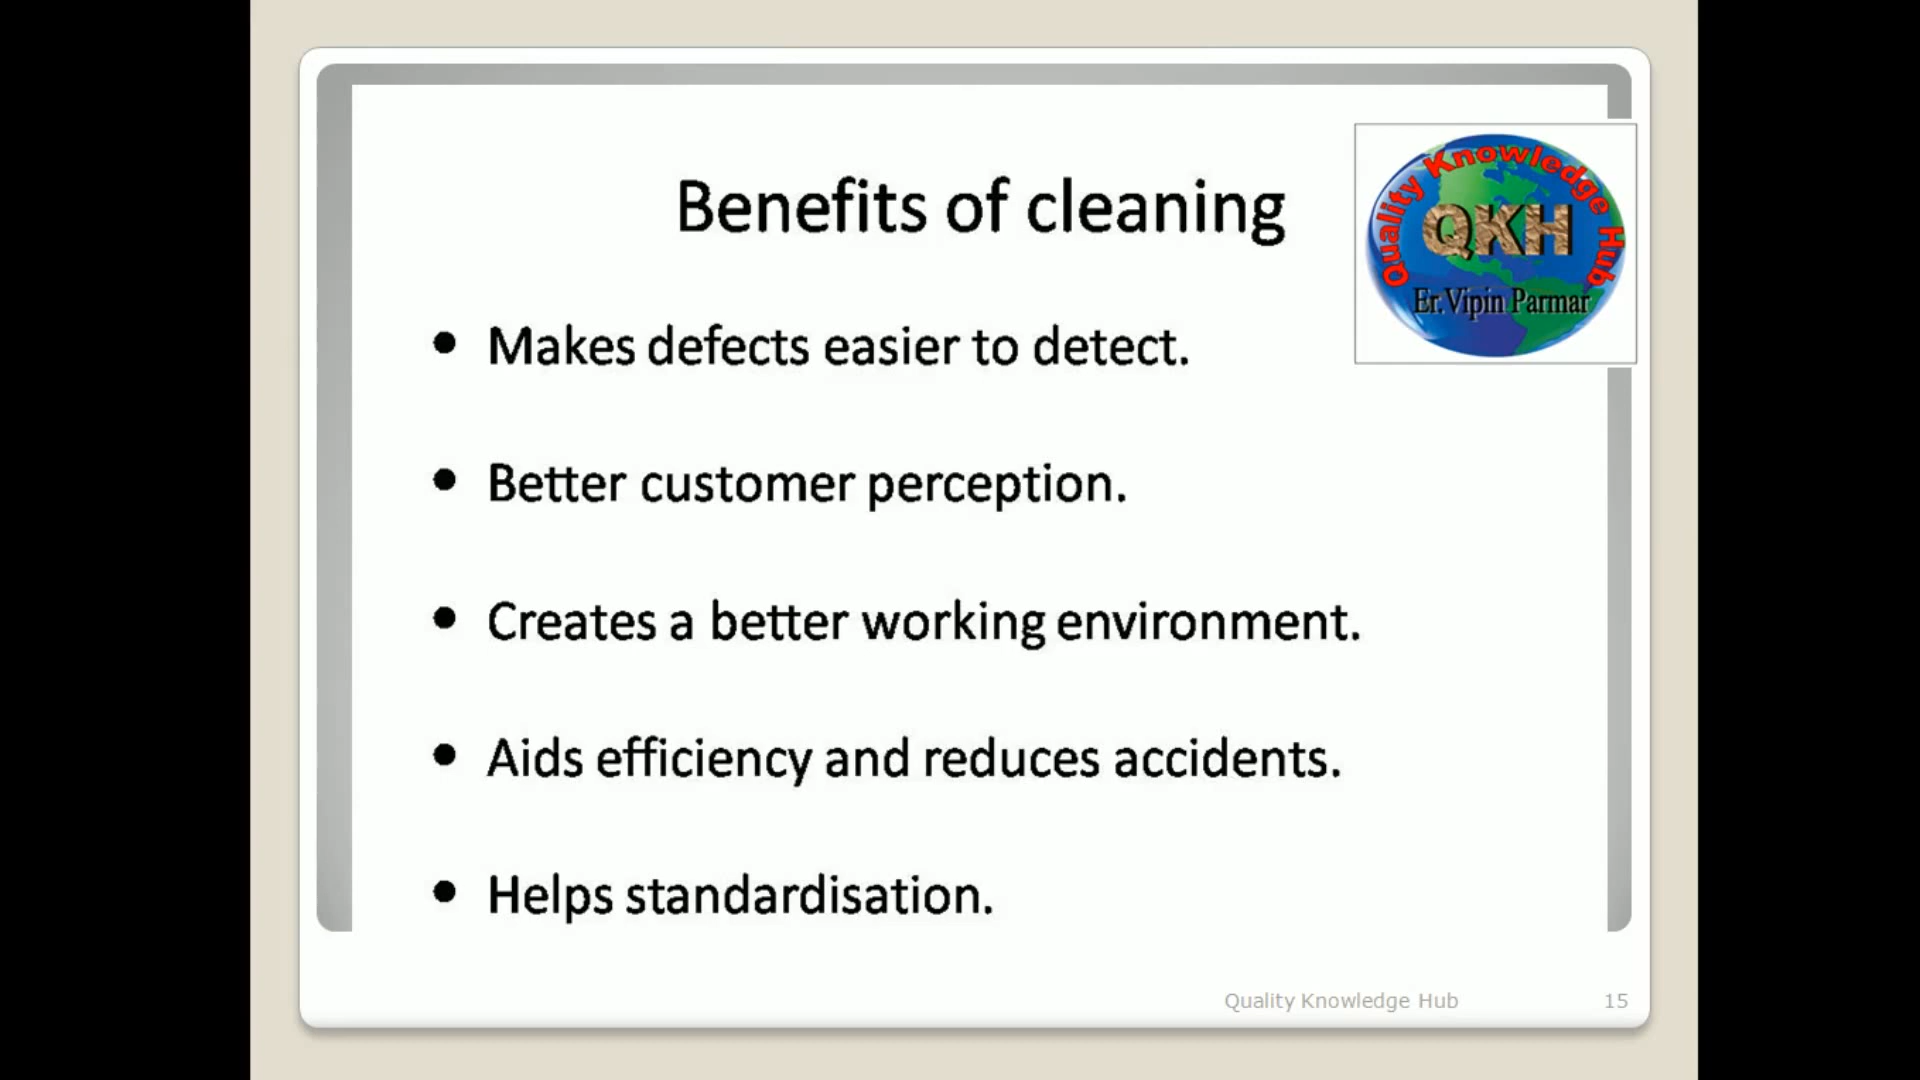 Benefits of cleaning
Quality Knowledge Hub
QKH
Er.Vipin Parmar
• Makes defects easier to detect.
• Better customer perception.
• Creates a better working environment.
• Aids efficiency and reduces accidents.
• Helps standardisation.
Quality Knowledge Hub 15